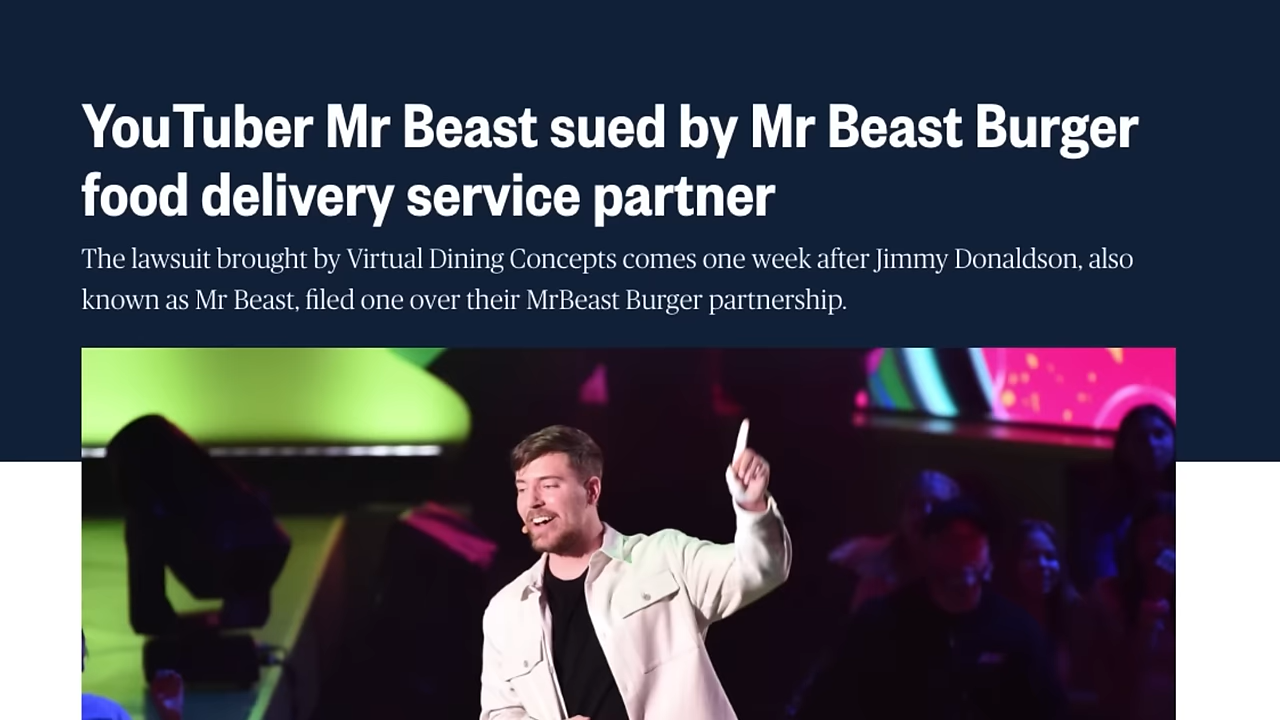 YouTuber Mr Beast sued by Mr Beast Burger
food delivery service partner
The lawsuit brought by Virtual Dining Concepts comes one week after Jimmy Donaldson, also
known as Mr Beast, filed one over their MrBeast Burger partnership.